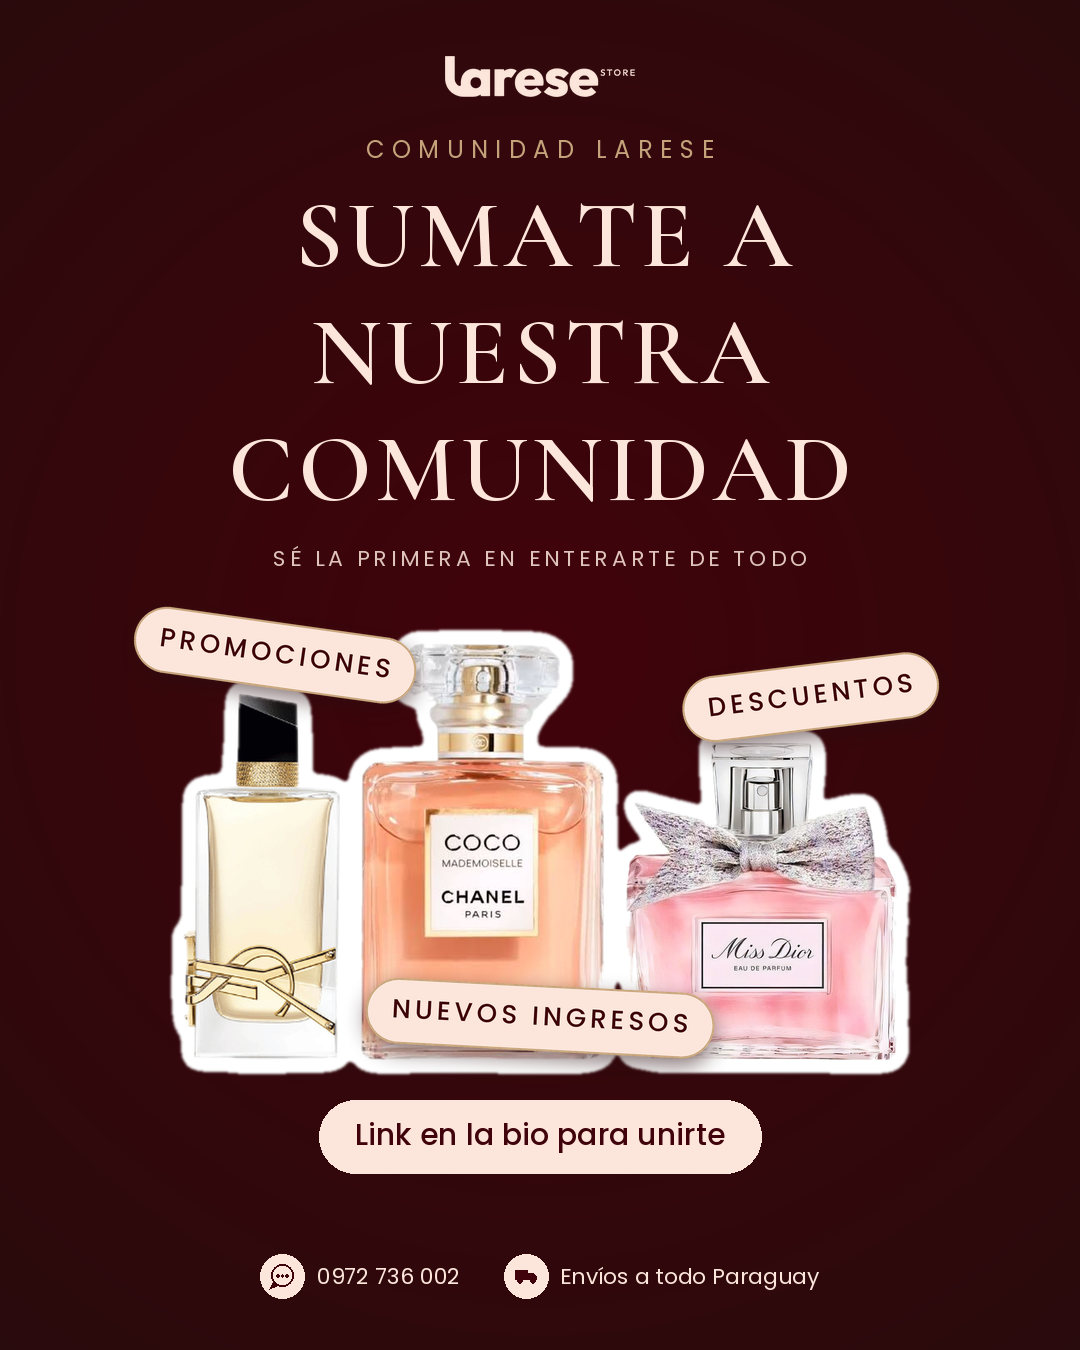 Larese STORE
COMUNIDAD LARESE
SUMATE A
NUESTRA
COMUNIDAD
SÉ LA PRIMERA EN ENTERARTE DE TODO
PROMOCIONES
DESCUENTOS
COCO
MADEMOISELLE
CHANEL
PARIS
Miss Dior
EAU DE PARFUM
NUEVOS INGRESOS
Link en la bio para unirte
0972 736 002
Envíos a todo Paraguay